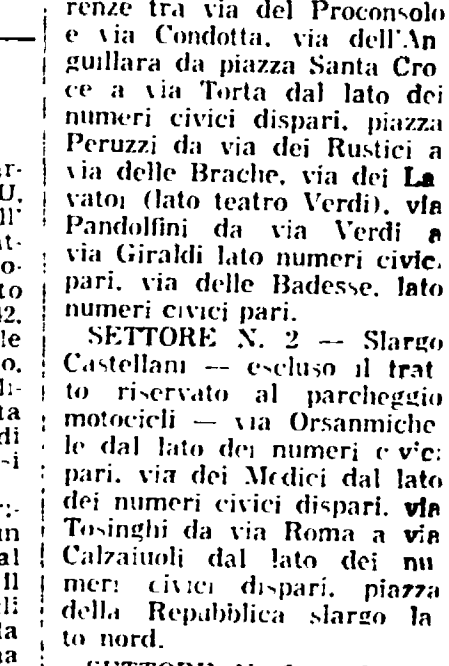 renze tra via del Proconsolo
e via Condotta. via dell'An
guillara da piazza Santa Cro
ce a via Torta dal lato dei
numeri civici dispari. piazza
Peruzzi da via dei Rustici a
via delle Brache. via dei La
vatoi (lato teatro Verdi). via
Pandolfini da via Verdi a
via Giraldi lato numeri civic.
pari. via delle Badesse. lato
numeri civici pari.
SETTORE N. 2 — Slargo
Castellani — escluso il trat
to riservato al parcheggio
motocicli — via Orsanmiche
le dal lato dei numeri c vic:
pari. via dei Medici dal lato
dei numeri civici dispari. via
Tosinghi da via Roma a via
Calzaiuoli dal lato dei nu
meri civici dispari. piazza
della Repubblica slargo la
to nord.